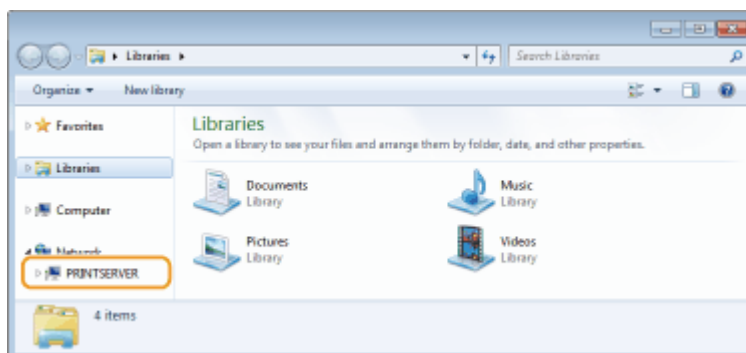 Libraries
Search Libraries
Organize
New library
Favorites
Libraries
Computer
Network
PRINTSERVER
Libraries
Open a library to see your files and arrange them by folder, date, and other properties.
Documents
Library
Music
Library
Pictures
Library
Videos
Library
4 items